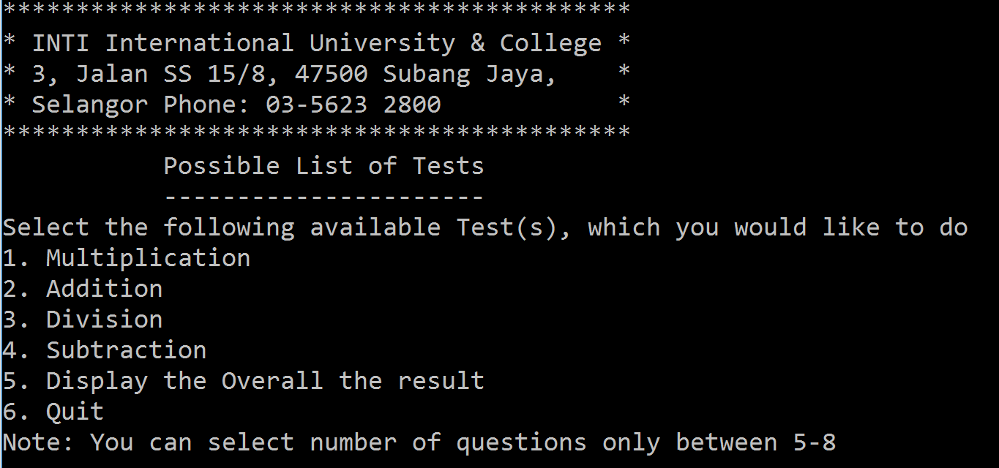 *******************************************
* INTI International University & College *
* 3, Jalan SS 15/8, 47500 Subang Jaya,    *
* Selangor Phone: 03-5623 2800            *
*******************************************
           Possible List of Tests
           ----------------------
Select the following available Test(s), which you would like to do
1. Multiplication
2. Addition
3. Division
4. Subtraction
5. Display the Overall the result
6. Quit
Note: You can select number of questions only between 5-8